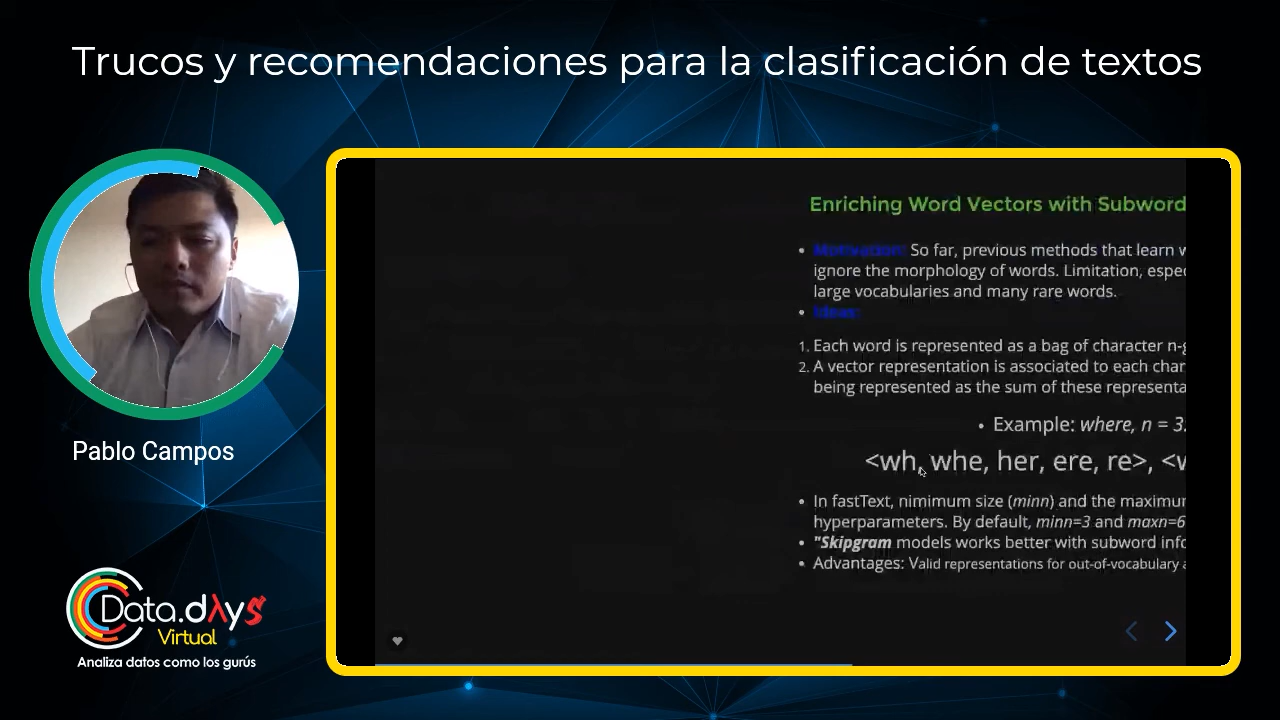 Trucos y recomendaciones para la clasificación de textos
Enriching Word Vectors with Subword
• Motivation: So far, previous methods that learn w
ignore the morphology of words. Limitation, espec
large vocabularies and many rare words.
• Ideas:
1. Each word is represented as a bag of character n-g
2. A vector representation is associated to each char
being represented as the sum of these representa
• Example: where, n = 3.
<wh, whe, her, ere, re>, <w
• In fastText, nimimum size (minn) and the maximum
hyperparameters. By default, minn=3 and maxn=6
• "Skipgram models works better with subword info
• Advantages: Valid representations for out-of-vocabulary a
Pablo Campos
Data.dλys
Virtual
Analiza datos como los gurús